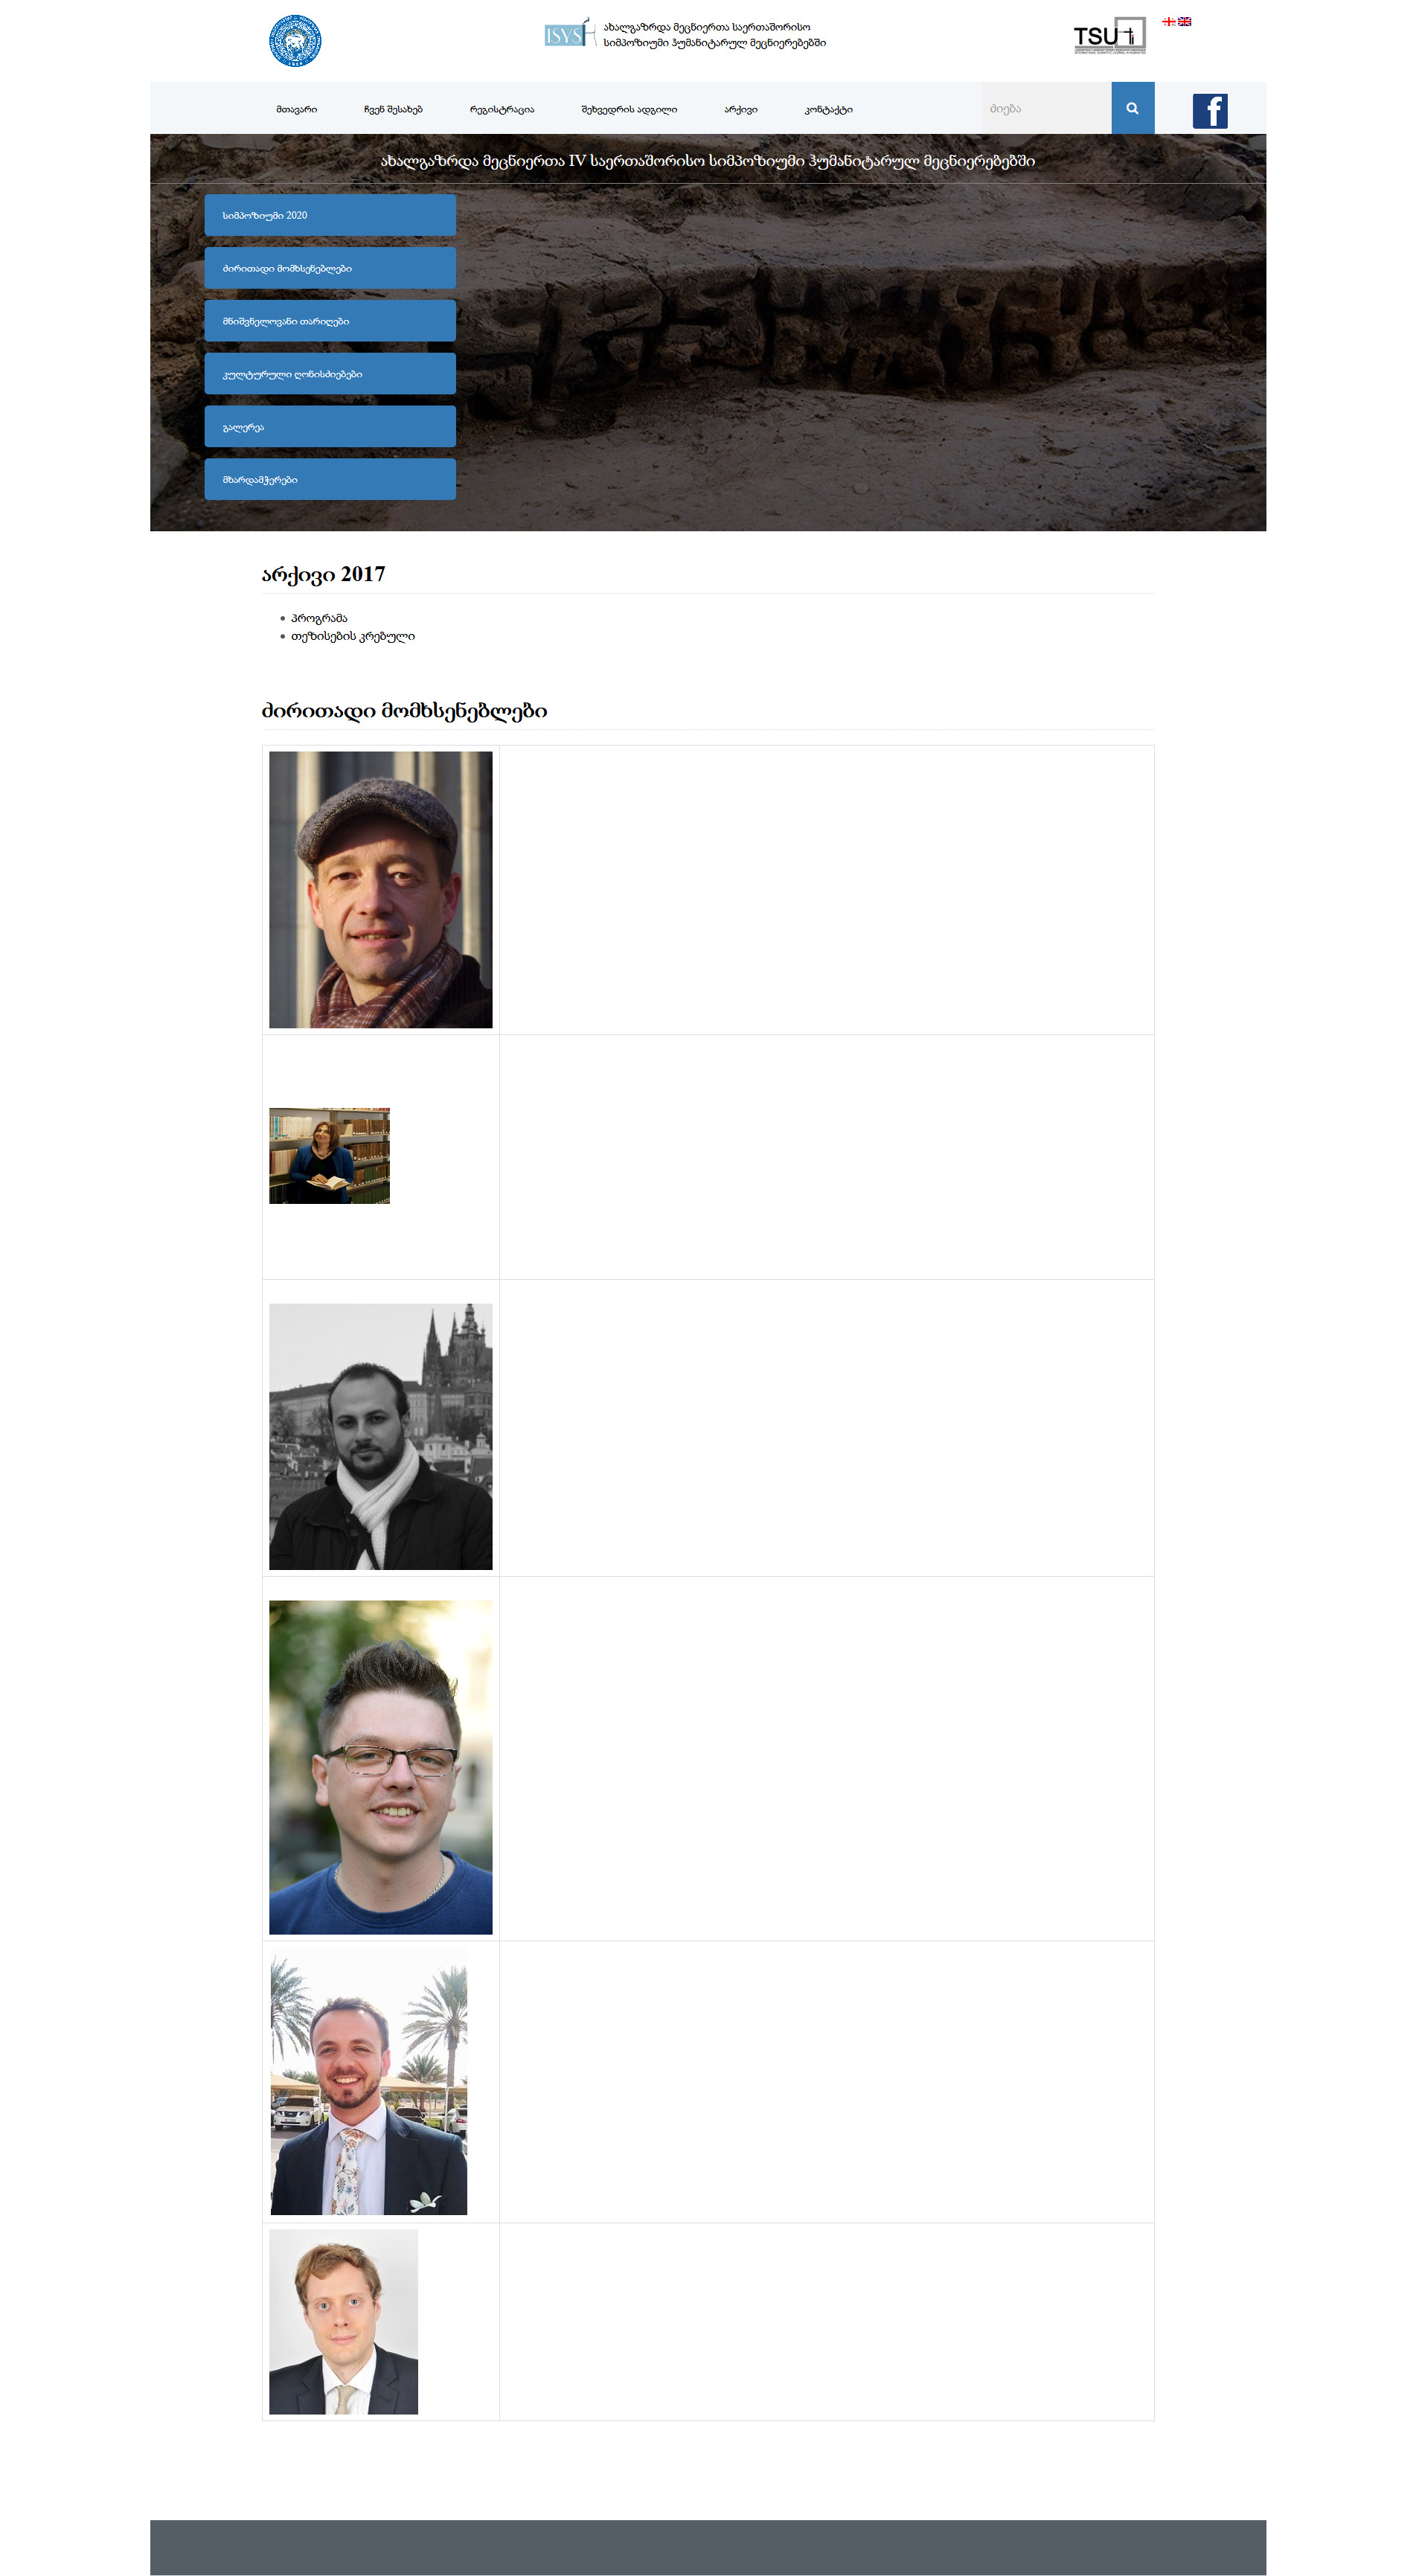 ISYSH
ახალგაზრდა მეცნიერთა საერთაშორისო
სიმპოზიუმი ჰუმანიტარულ მეცნიერებებში
TSU
მთავარი
ჩვენ შესახებ
რეგისტრაცია
შეხვედრის ადგილი
არქივი
კონტაქტი
ძიება
ახალგაზრდა მეცნიერთა IV საერთაშორისო სიმპოზიუმი ჰუმანიტარულ მეცნიერებებში
სიმპოზიუმი 2020
ძირითადი მომხსენებლები
მნიშვნელოვანი თარიღები
კულტურული ღონისძიებები
გალერეა
მხარდამჭერები
არქივი 2017
პროგრამა
თეზისების კრებული
ძირითადი მომხსენებლები